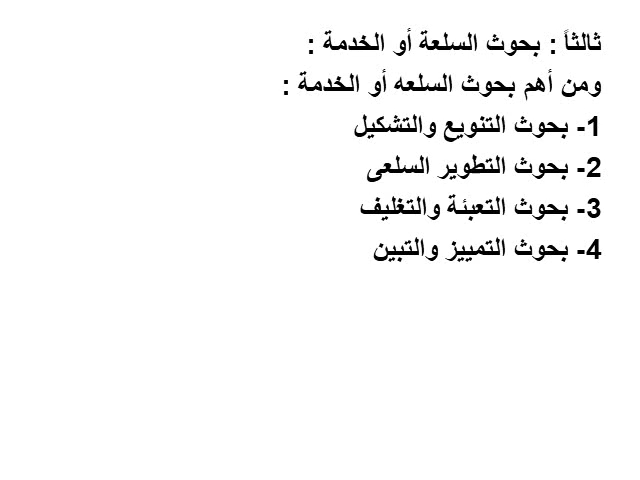 ثالثاً : بحوث السلعة أو الخدمة :
ومن أهم بحوث السلعه أو الخدمة :
1- بحوث التنويع والتشكيل
2- بحوث التطوير السلعى
3- بحوث التعبئة والتغليف
4- بحوث التمييز والتبين